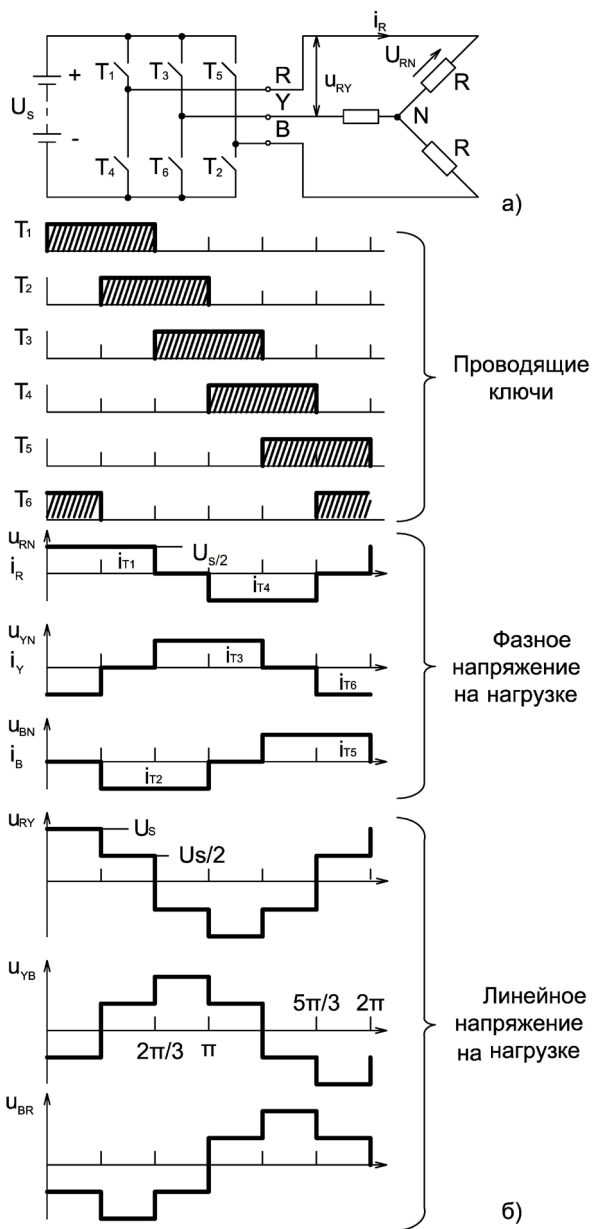 i_R
U_RN
R
T₁
T₃
T₅
R
u_RY
+
U_s
Y
N
-
B
R
T₄
T₆
T₂
а)
T₁
T₂
T₃
Проводящие
ключи
T₄
T₅
T₆
u_RN
i_R
i_T1
U_s/2
i_T4
u_YN
i_Y
i_T3
i_T6
Фазное
напряжение
на нагрузке
u_BN
i_B
i_T2
i_T5
u_RY
U_s
Us/2
u_YB
5π/3
2π
2π/3
π
Линейное
напряжение
на нагрузке
u_BR
б)